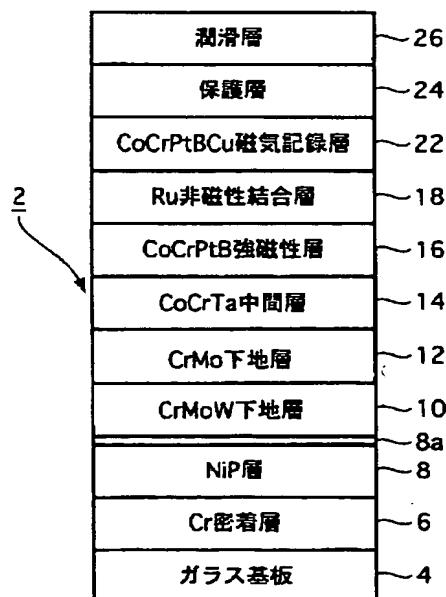 潤滑層 26
保護層 24
CoCrPtBCu磁気記録層 22
Ru非磁性結合層 18
2
CoCrPtB強磁性層 16
CoCrTa中間層 14
CrMo下地層 12
CrMoW下地層 10
8a
NiP層 8
Cr密着層 6
ガラス基板 4